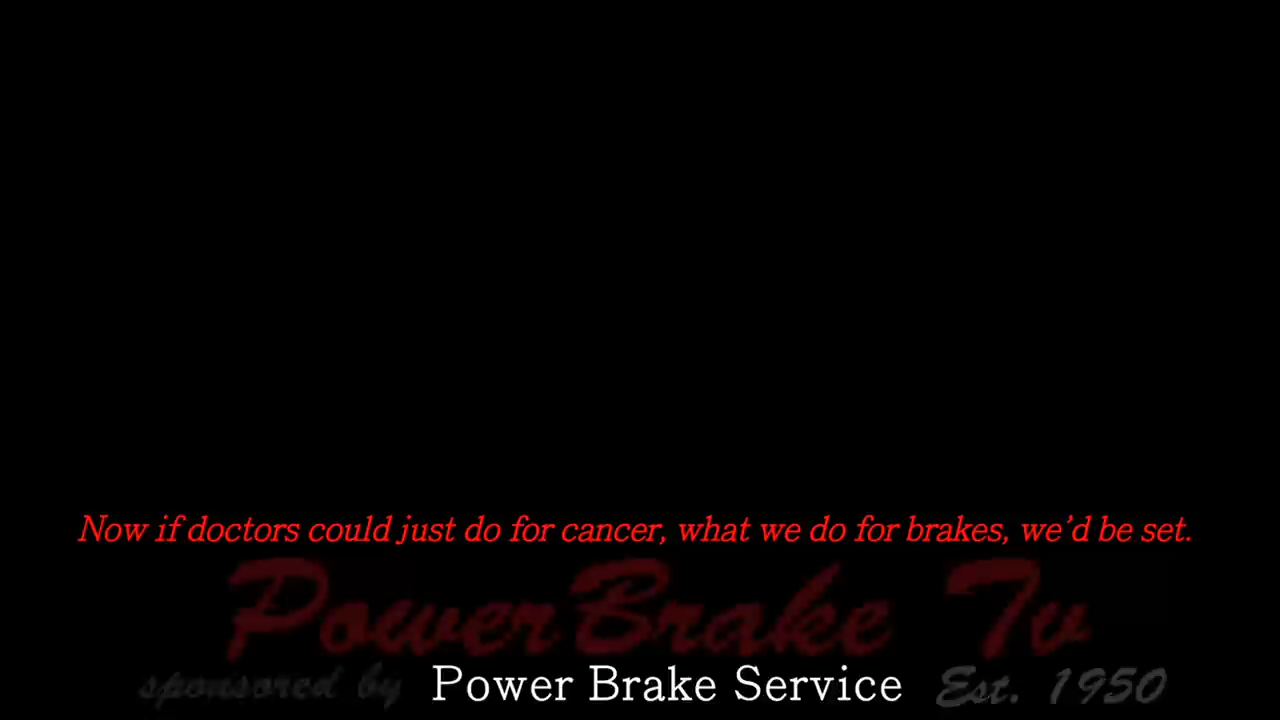 Now if doctors could just do for cancer, what we do for brakes, we'd be set.
PowerBrake Tv
sponsored by Power Brake Service Est. 1950